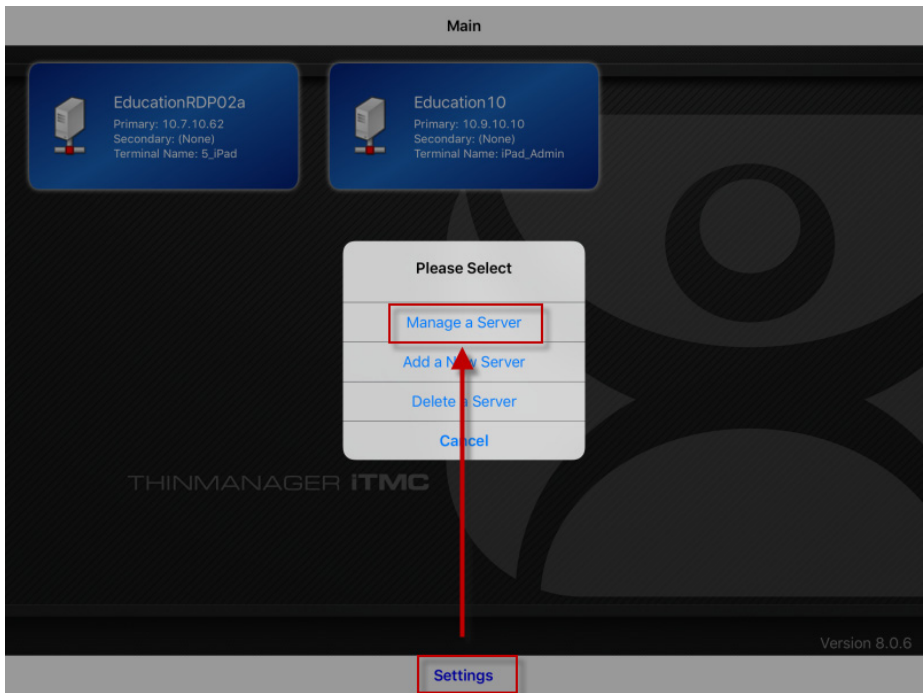 Main
EducationRDP02a
Primary: 10.7.10.62
Secondary: (None)
Terminal Name: 5_iPad
Education10
Primary: 10.9.10.10
Secondary: (None)
Terminal Name: iPad_Admin
Please Select
Manage a Server
Add a New Server
Delete a Server
Cancel
THINMANAGER iTMC
Version 8.0.6
Settings